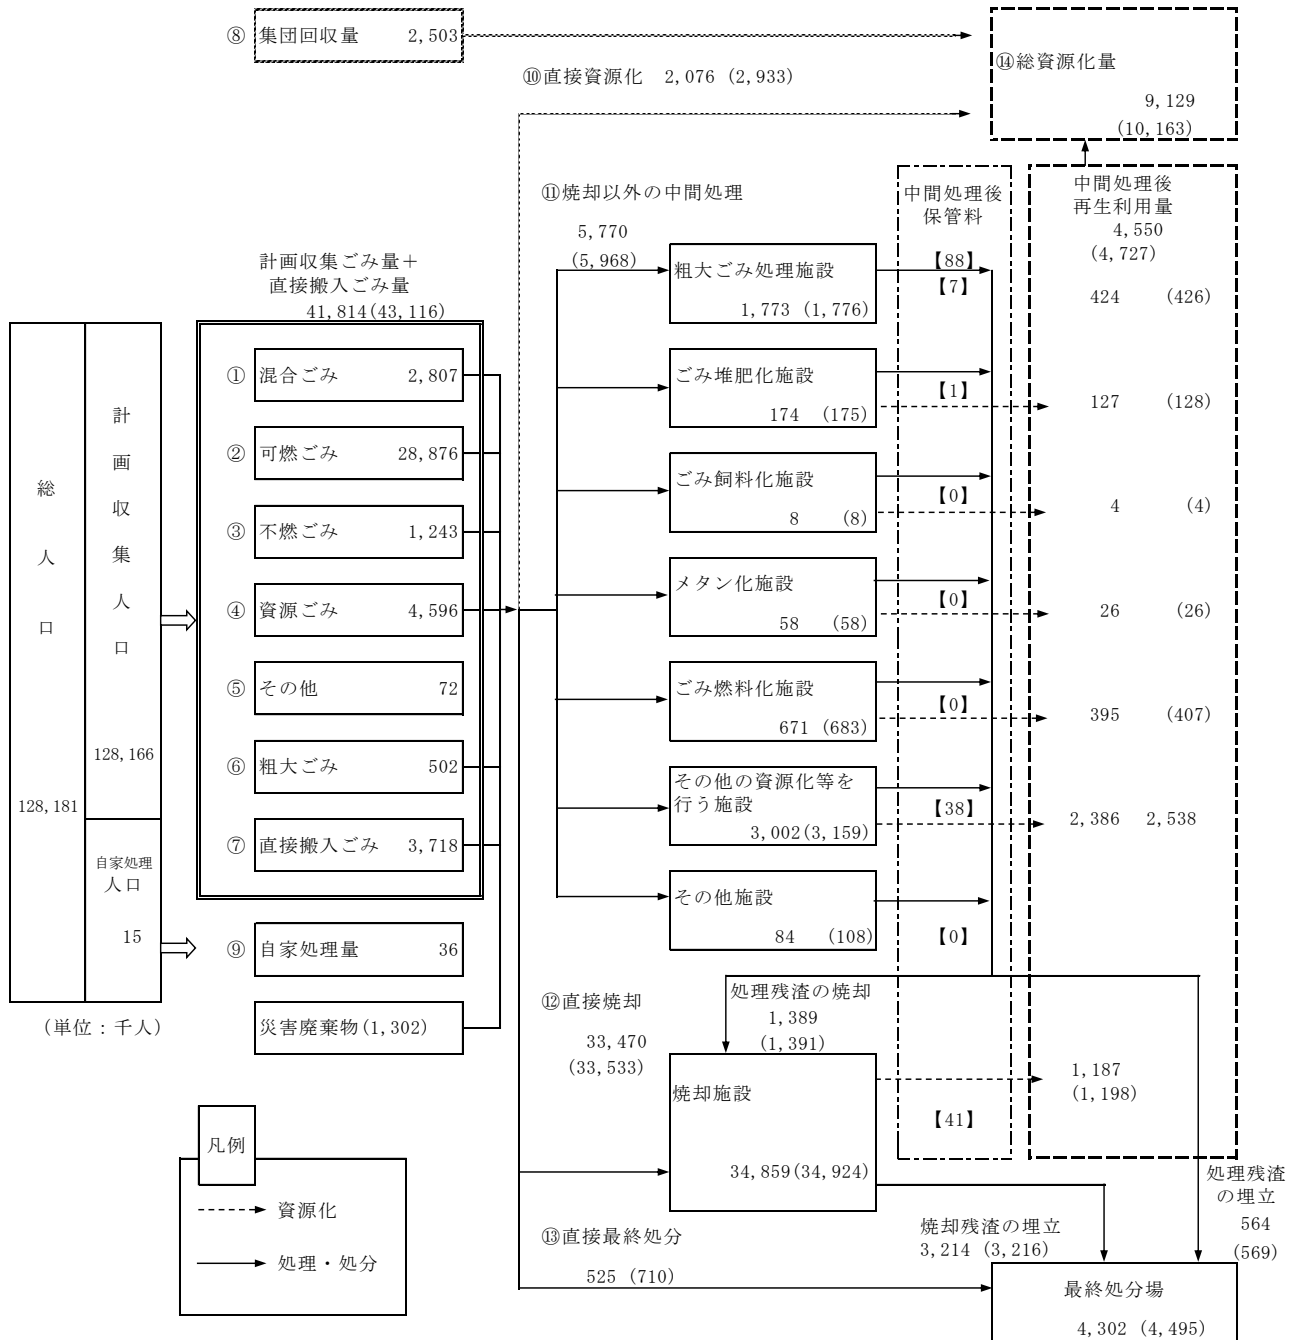 ⑧ 集団回収量 2,503
⑩直接資源化 2,076 (2,933)
⑭総資源化量
9,129
(10,163)
⑪焼却以外の中間処理
5,770
(5,968)
中間処理後
保管料
中間処理後
再生利用量
4,550
(4,727)
計画収集ごみ量＋
直接搬入ごみ量
41,814(43,116)
総人口
128,181
計画収集人口
128,166
自家処理
人口
15
(単位：千人)
① 混合ごみ 2,807
② 可燃ごみ 28,876
③ 不燃ごみ 1,243
④ 資源ごみ 4,596
⑤ その他 72
⑥ 粗大ごみ 502
⑦ 直接搬入ごみ 3,718
⑨ 自家処理量 36
災害廃棄物(1,302)
粗大ごみ処理施設
1,773 (1,776)
【88】
【7】
424 (426)
ごみ堆肥化施設
174 (175)
【1】
127 (128)
ごみ飼料化施設
8 (8)
【0】
4 (4)
メタン化施設
58 (58)
【0】
26 (26)
ごみ燃料化施設
671 (683)
【0】
395 (407)
その他の資源化等を
行う施設
3,002(3,159)
【38】
2,386 2,538
その他施設
84 (108)
【0】
⑫直接焼却
33,470
(33,533)
処理残渣の焼却
1,389
(1,391)
焼却施設
34,859(34,924)
【41】
1,187
(1,198)
処理残渣
の埋立
564
(569)
焼却残渣の埋立
3,214 (3,216)
⑬直接最終処分
525 (710)
最終処分場
4,302 (4,495)
凡例
資源化
処理・処分